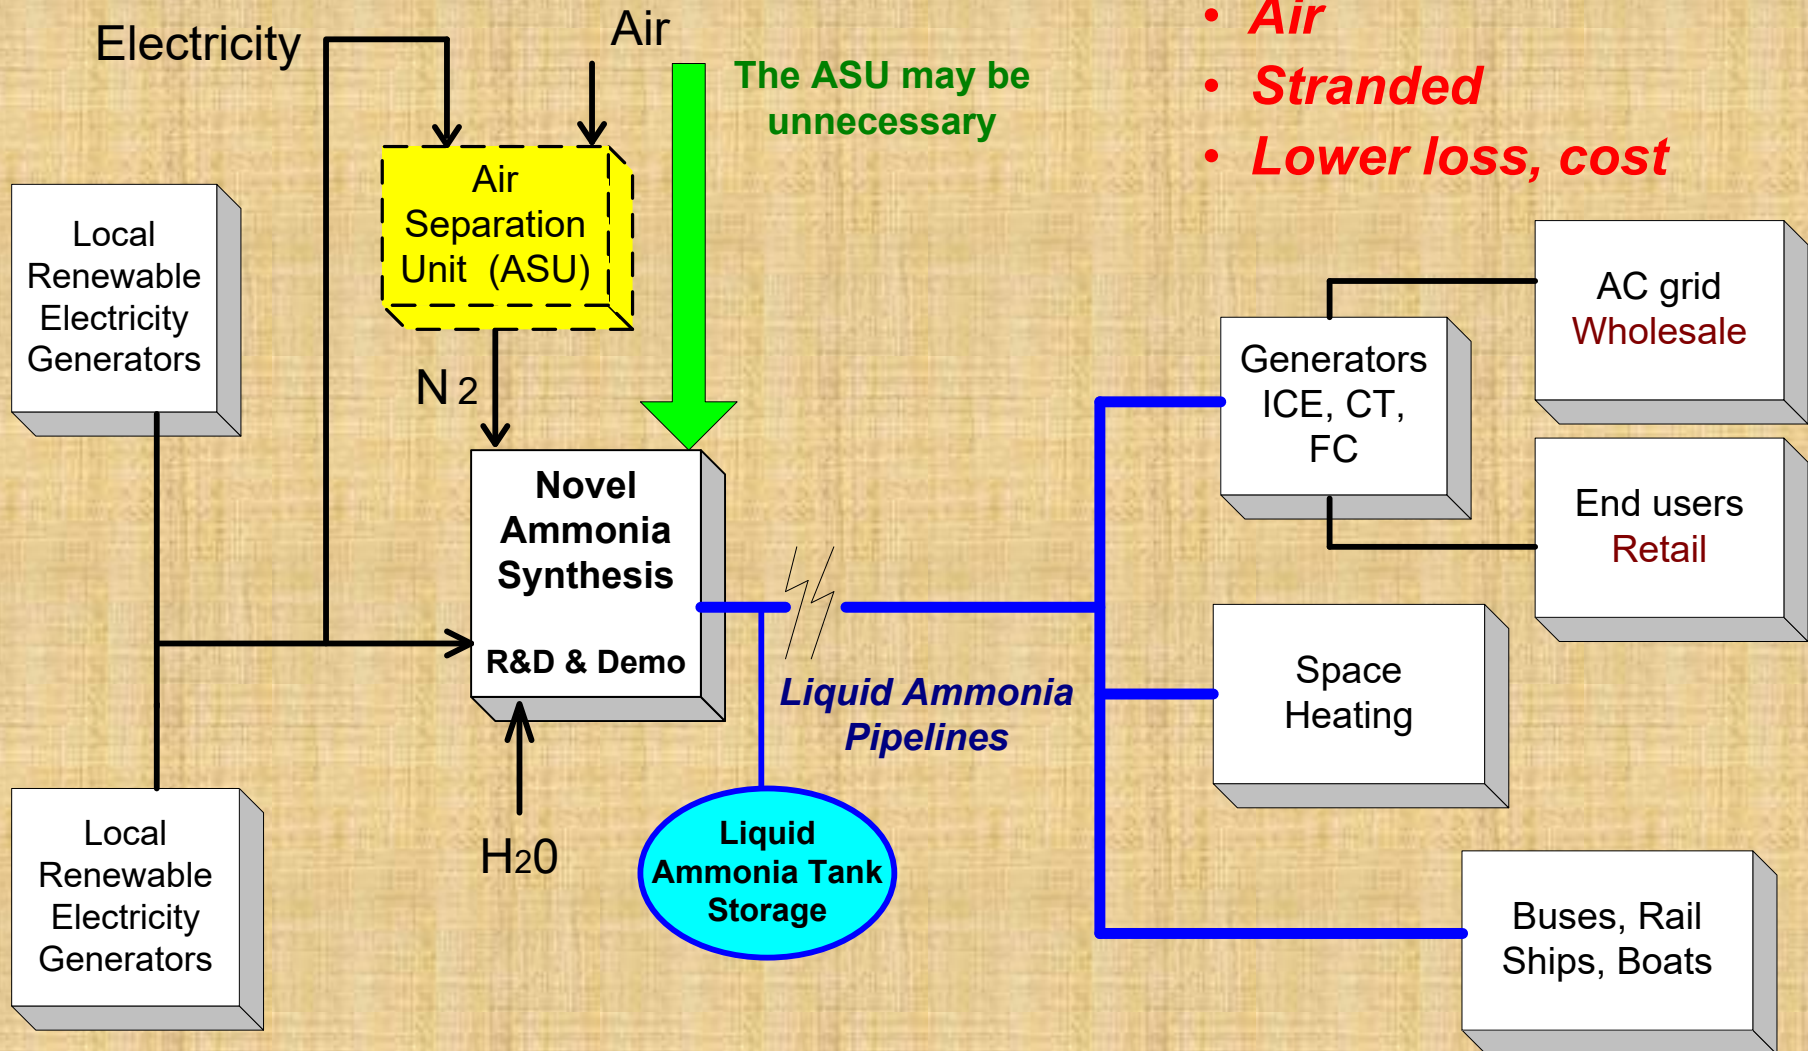 Electricity
Air
The ASU may be
unnecessary
• Air
• Stranded
• Lower loss, cost
Air
Separation
Unit (ASU)
Local
Renewable
Electricity
Generators
N 2
Novel
Ammonia
Synthesis
R&D & Demo
H20
Local
Renewable
Electricity
Generators
Liquid Ammonia
Pipelines
Liquid
Ammonia Tank
Storage
Generators
ICE, CT,
FC
AC grid
Wholesale
End users
Retail
Space
Heating
Buses, Rail
Ships, Boats